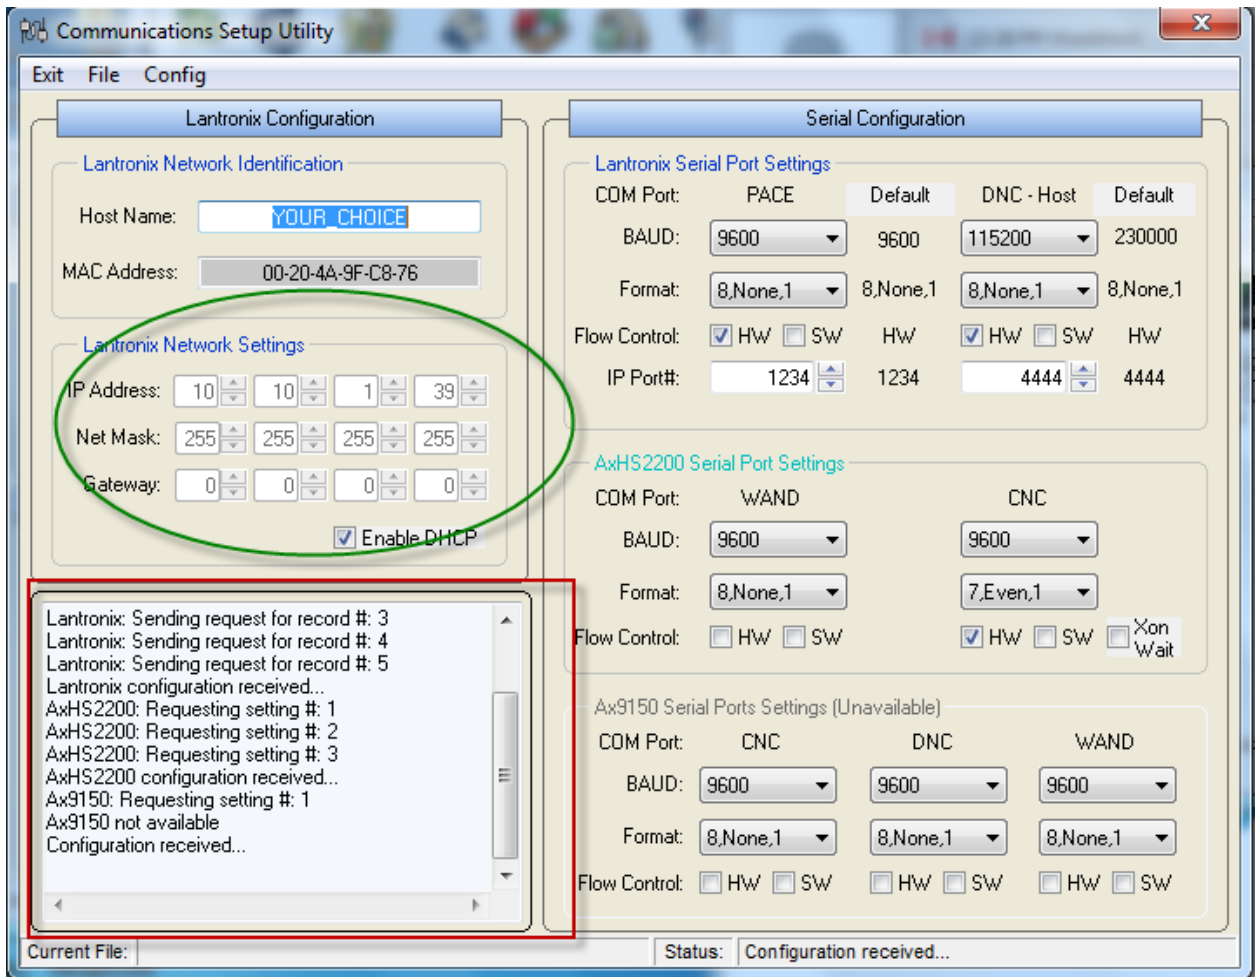 Communications Setup Utility
Exit File Config
Lantronix Configuration
Lantronix Network Identification
Host Name: YOUR_CHOICE
MAC Address: 00-20-4A-9F-C8-76
Lantronix Network Settings
IP Address: 10 10 1 39
Net Mask: 255 255 255 255
Gateway: 0 0 0 0
Enable DHCP
Lantronix: Sending request for record #: 3
Lantronix: Sending request for record #: 4
Lantronix: Sending request for record #: 5
Lantronix configuration received...
AxHS2200: Requesting setting #: 1
AxHS2200: Requesting setting #: 2
AxHS2200: Requesting setting #: 3
AxHS2200 configuration received...
Ax9150: Requesting setting #: 1
Ax9150 not available
Configuration received...
Serial Configuration
Lantronix Serial Port Settings
COM Port: PACE Default DNC - Host Default
BAUD: 9600 9600 115200 230000
Format: 8,None,1 8,None,1 8,None,1 8,None,1
Flow Control: HW SW HW HW SW HW
IP Port#: 1234 1234 4444 4444
AxHS2200 Serial Port Settings
COM Port: WAND CNC
BAUD: 9600 9600
Format: 8,None,1 7,Even,1
Flow Control: HW SW HW SW Xon Wait
Ax9150 Serial Ports Settings (Unavailable)
COM Port: CNC DNC WAND
BAUD: 9600 9600 9600
Format: 8,None,1 8,None,1 8,None,1
Flow Control: HW SW HW SW HW SW
Current File: Status: Configuration received...